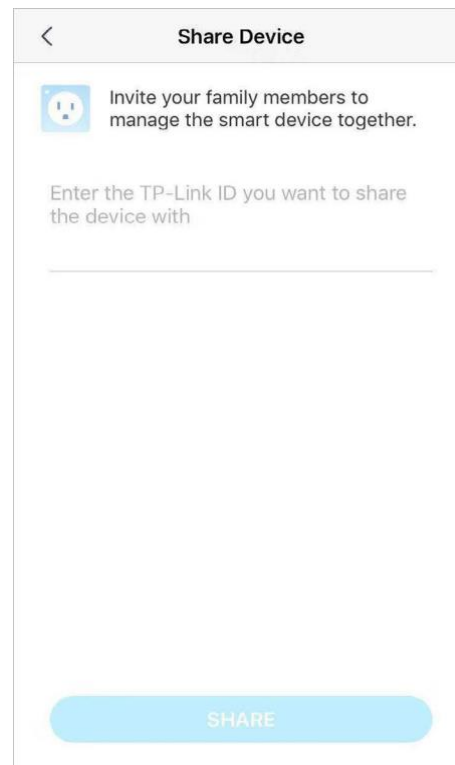 Share Device
Invite your family members to
manage the smart device together.
Enter the TP-Link ID you want to share
the device with
SHARE